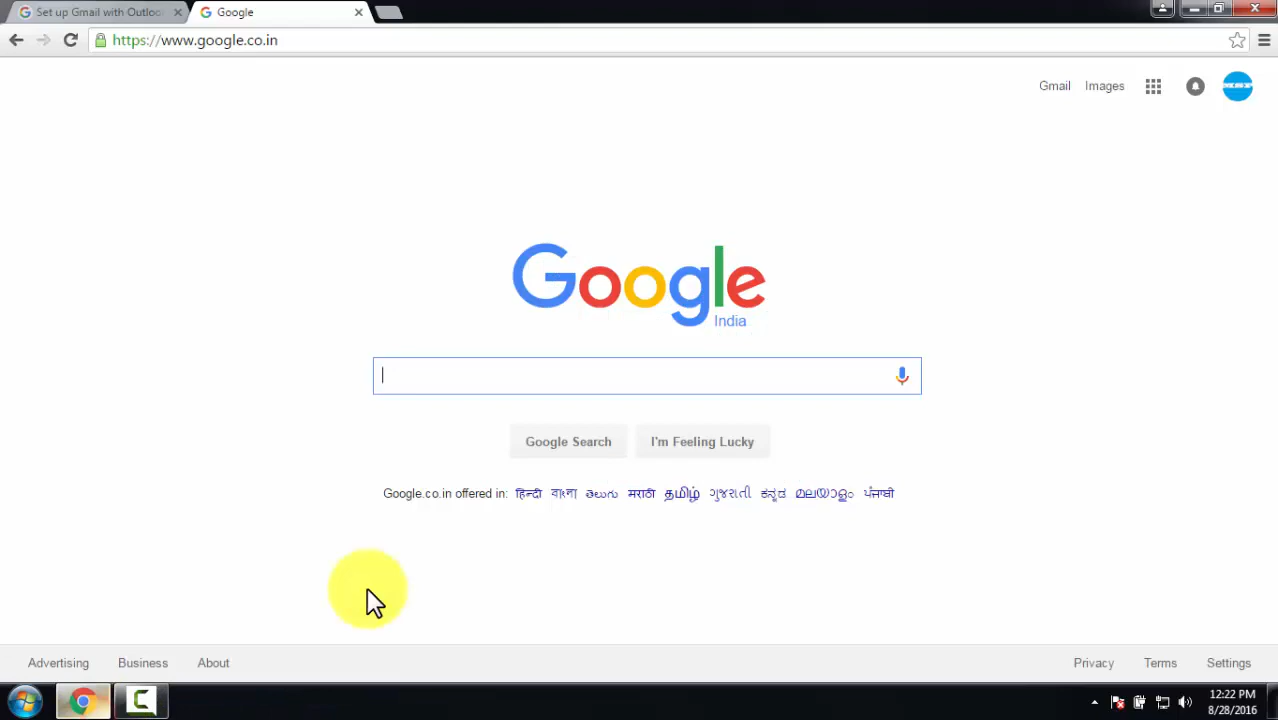 Set up Gmail with Outloo
Google
https://www.google.co.in
Gmail Images
Google
India
Google Search I'm Feeling Lucky
Google.co.in offered in: हिन्दी বাংলা తెలుగు मराठी தமிழ் ગુજરાતી ಕನ್ನಡ മലയാളം ਪੰਜਾਬੀ
Advertising Business About Privacy Terms Settings
12:22 PM
8/28/2016